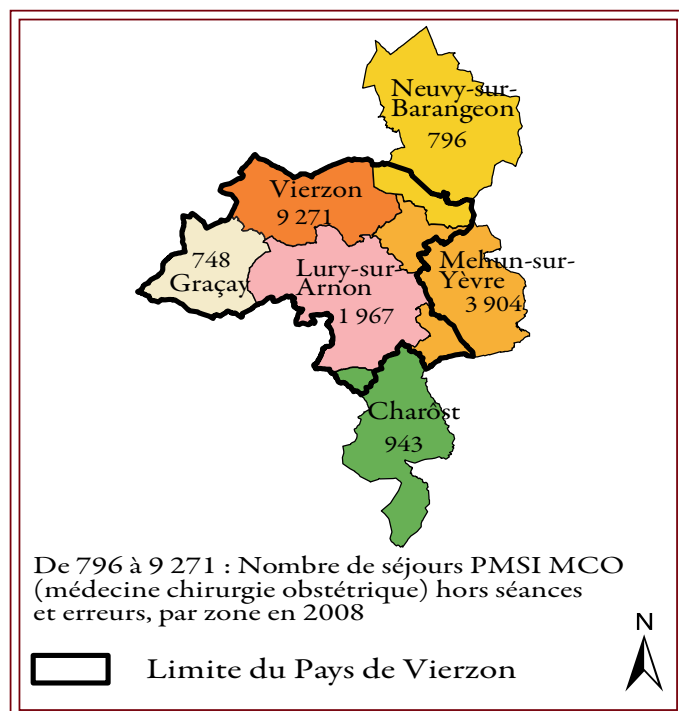 Neuvy-sur-
Barangeon
796
Vierzon
9 271
748
Graçay
Lury-sur-
Arnon
1 967
Mehun-sur-
Yèvre
3 904
Charôst
943
De 796 à 9 271 : Nombre de séjours PMSI MCO
(médecine chirurgie obstétrique) hors séances
et erreurs, par zone en 2008
N
Limite du Pays de Vierzon